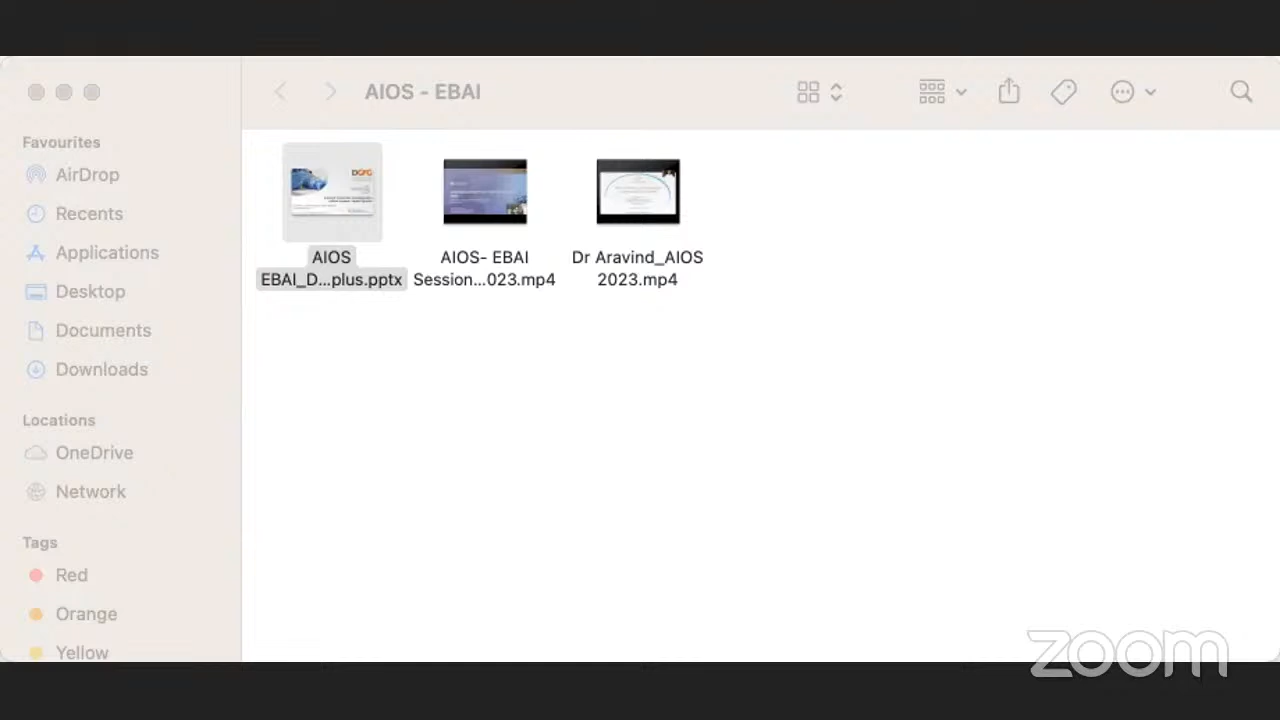 AIOS - EBAI
Favourites
AirDrop
Recents
Applications
Desktop
Documents
Downloads
Locations
OneDrive
Network
Tags
Red
Orange
Yellow
AIOS
EBAI_D...plus.pptx
AIOS- EBAI
Session...023.mp4
Dr Aravind_AIOS
2023.mp4
zoom